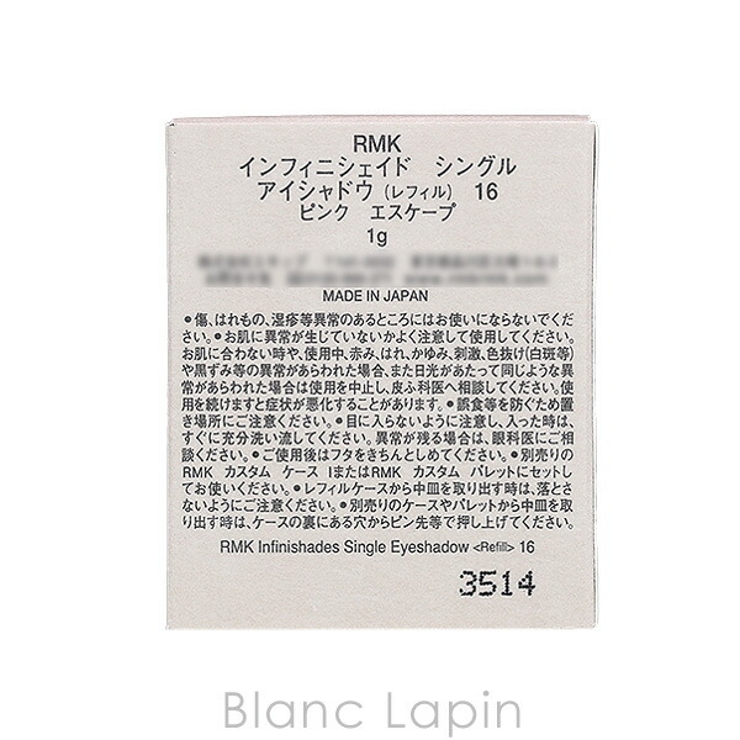 RMK
インフィニシェイド シングル
アイシャドウ（レフィル） 16
ピンク エスケープ
1g
MADE IN JAPAN
●傷、はれもの、湿疹等異常のあるところにはお使いにならないでくだ
さい。●お肌に異常が生じていないかよく注意して使用してください。
お肌に合わない時や、使用中、赤み、はれ、かゆみ、刺激、色抜け(白斑等)
や黒ずみ等の異常があらわれた場合、また日光があたって同じような異
常があらわれた場合は使用を中止し、皮ふ科医へ相談してください。使
用を続けますと症状が悪化することがあります。●誤食等を防ぐため置
き場所にご注意ください。●目に入らないように注意し、入った時は、
すぐに充分洗い流してください。異常が残る場合は、眼科医にご相
談ください。●ご使用後はフタをきちんとしめてください。●別売りの
RMK カスタム ケース IまたはRMK カスタム パレットにセットし
てお使いください。●レフィルケースから中皿を取り出す時は、落とさ
ないようにご注意ください。●別売りのケースやパレットから中皿を取
り出す時は、ケースの裏にある穴からピン先等で押し上げてください。
RMK Infinishades Single Eyeshadow <Refill> 16
3514
Blanc Lapin